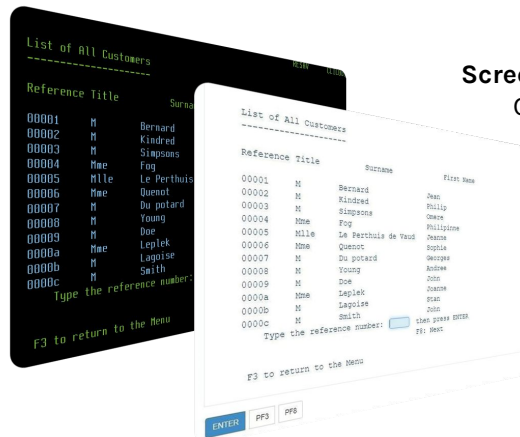 List of All Customers
--------------------
Reference Title
00001 M Bernard
00002 M Kindred
00003 M Simpsons
00004 Mme Fog
00005 Mlle Le Perthuis
00006 Mme Quenot
00007 M Du potard
00008 M Young
00009 M Doe
0000a Mme Leplek
0000b M Lagoise
0000c M Smith
Type the reference number:
F3 to return to the Menu
List of All Customers
--------------------
Reference Title Surname First Name
00001 M Bernard Jean
00002 M Kindred Philip
00003 M Simpsons Omere
00004 Mme Fog Philipinne
00005 Mlle Le Perthuis de Vaud Jeanne
00006 Mme Quenot Sophie
00007 M Du potard Georges
00008 M Young Andrew
00009 M Doe John
0000a Mme Leplek Joanne
0000b M Lagoise Stan
0000c M Smith John
Type the reference number: then press ENTER
F8: Next
F3 to return to the Menu
ENTER PF3 PF8